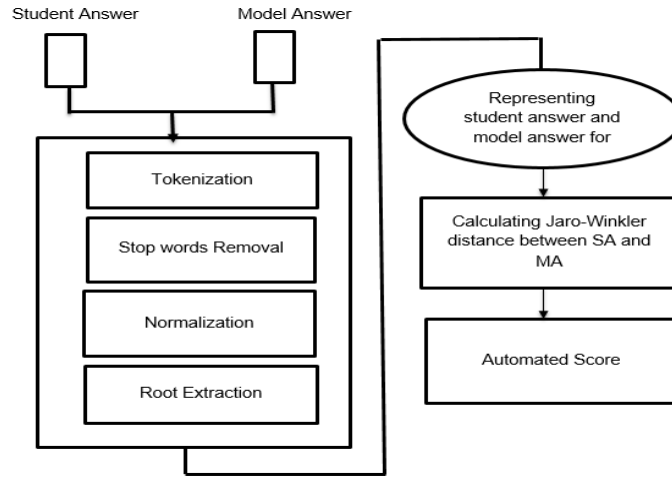 Student Answer
Model Answer
Tokenization
Stop words Removal
Normalization
Root Extraction
Representing
student answer and
model answer for
Calculating Jaro-Winkler
distance between SA and
MA
Automated Score